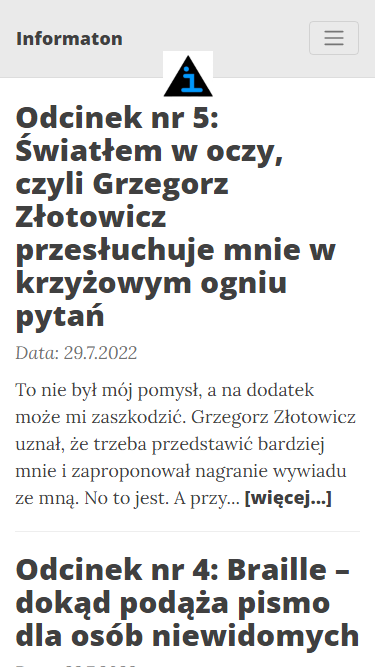 Informaton
i
Odcinek nr 5:
Światłem w oczy,
czyli Grzegorz
Złotowicz
przesłuchuje mnie w
krzyżowym ogniu
pytań
Data: 29.7.2022
To nie był mój pomysł, a na dodatek
może mi zaszkodzić. Grzegorz Złotowicz
uznał, że trzeba przedstawić bardziej
mnie i zaproponował nagranie wywiadu
ze mną. No to jest. A przy... [więcej...]
Odcinek nr 4: Braille –
dokąd podąża pismo
dla osób niewidomych